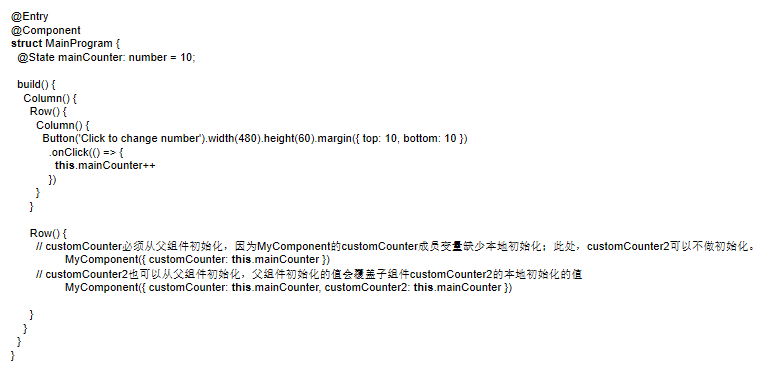 @Entry
@Component
struct MainProgram {
@State mainCounter: number = 10;
build() {
Column() {
Row() {
Column() {
Button('Click to change number').width(480).height(60).margin({ top: 10, bottom: 10 })
.onClick(() => {
this.mainCounter++
})
}
}
Row() {
// customCounter必须从父组件初始化，因为MyComponent的customCounter成员变量缺少本地初始化；此处，customCounter2可以不做初始化。
MyComponent({ customCounter: this.mainCounter })
// customCounter2也可以从父组件初始化，父组件初始化的值会覆盖子组件customCounter2的本地初始化的值
MyComponent({ customCounter: this.mainCounter, customCounter2: this.mainCounter })
}
}
}
}